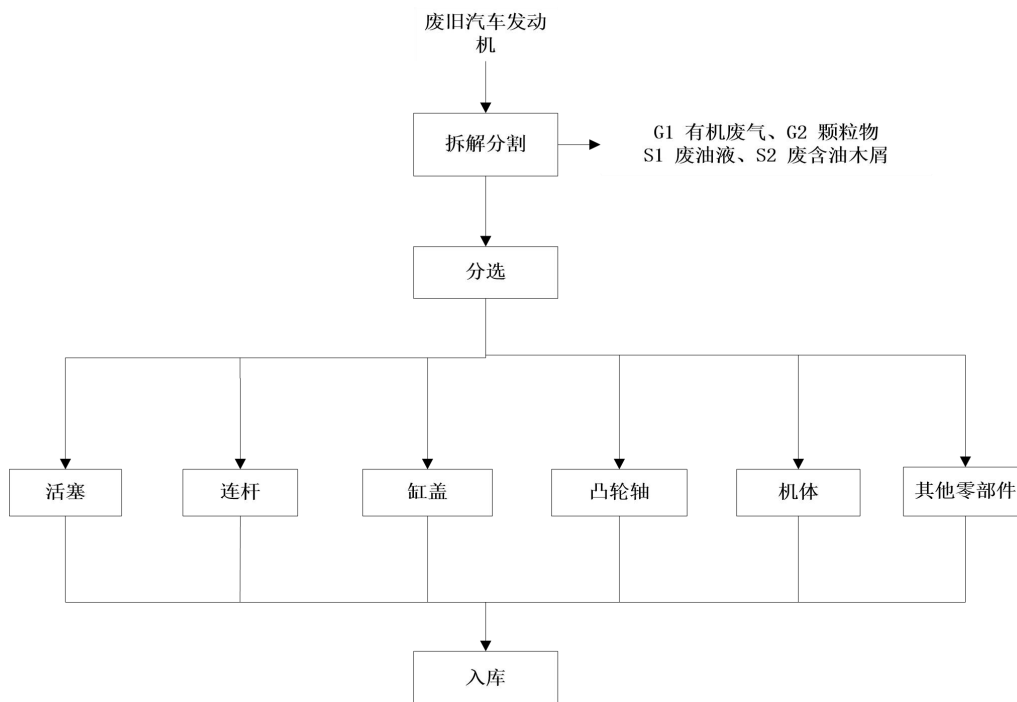 废旧汽车发动
机
拆解分割
G1 有机废气、G2 颗粒物
S1 废油液、S2 废含油木屑
分选
活塞
连杆
缸盖
凸轮轴
机体
其他零部件
入库